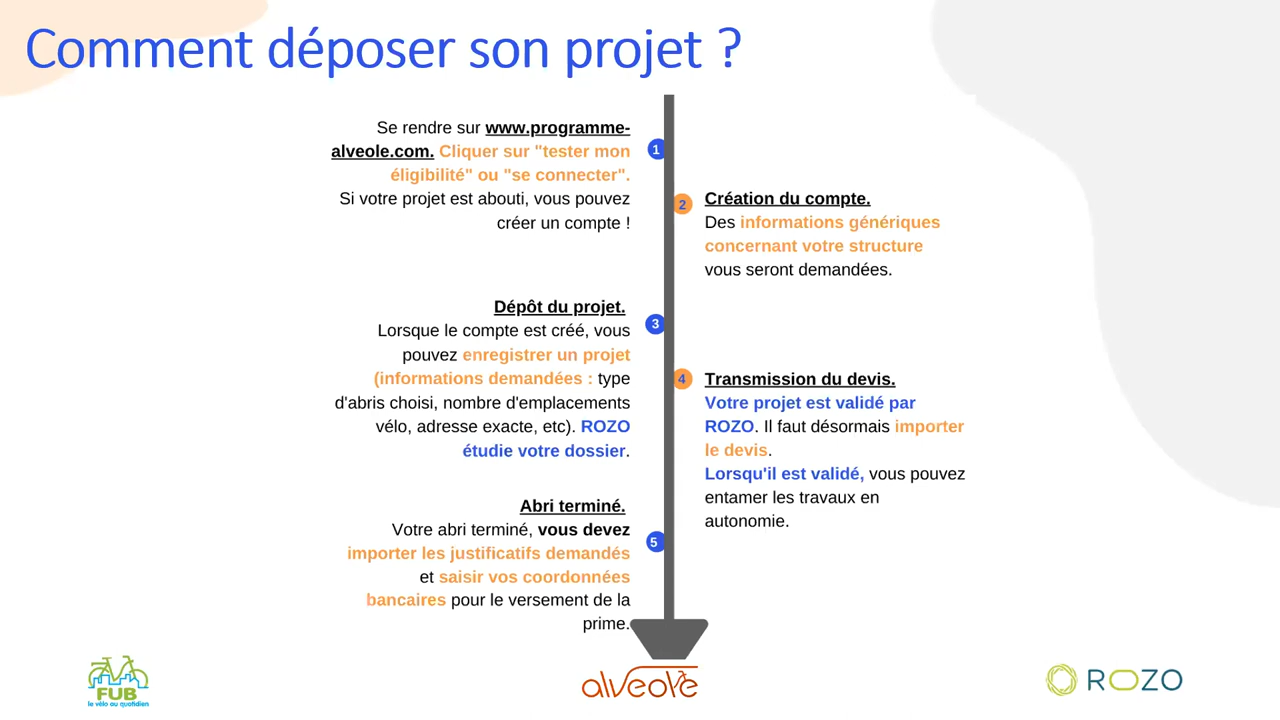 Comment déposer son projet ?
Se rendre sur www.programme-
alveole.com. Cliquer sur "tester mon
éligibilité" ou "se connecter".
Si votre projet est abouti, vous pouvez
créer un compte !
1
2
Création du compte.
Des informations génériques
concernant votre structure
vous seront demandées.
Dépôt du projet.
Lorsque le compte est créé, vous
pouvez enregistrer un projet
(informations demandées : type
d'abris choisi, nombre d'emplacements
vélo, adresse exacte, etc). ROZO
étudie votre dossier.
3
4
Transmission du devis.
Votre projet est validé par
ROZO. Il faut désormais importer
le devis.
Lorsqu'il est validé, vous pouvez
entamer les travaux en
autonomie.
Abri terminé.
Votre abri terminé, vous devez
importer les justificatifs demandés
et saisir vos coordonnées
bancaires pour le versement de la
prime.
5
FUB
le vélo au quotidien
alveole
ROZO